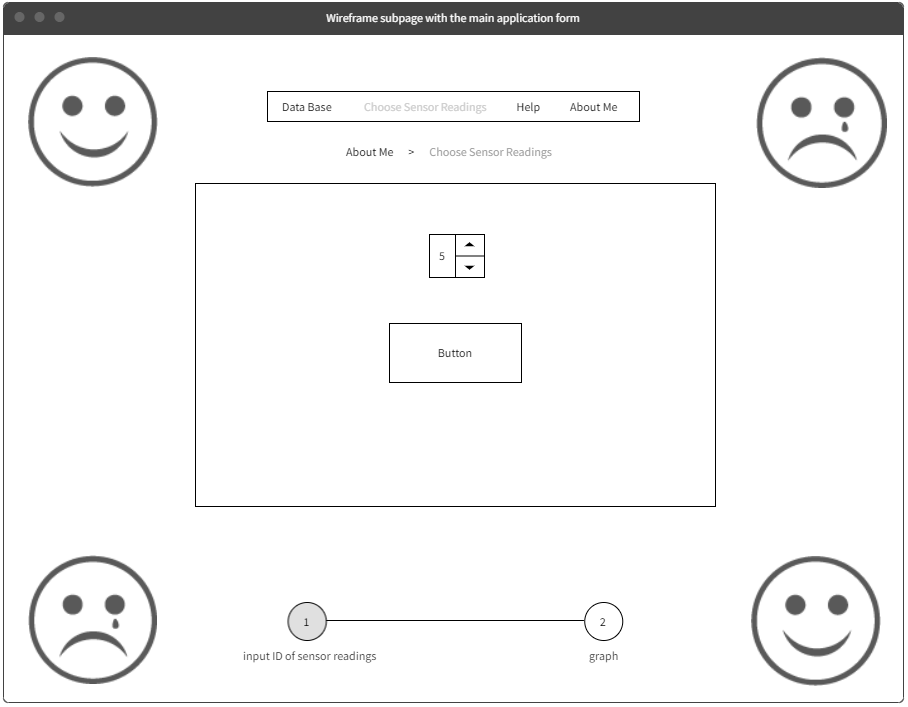 Wireframe subpage with the main application form
Data Base Choose Sensor Readings Help About Me
About Me > Choose Sensor Readings
5
Button
1 2
input ID of sensor readings graph